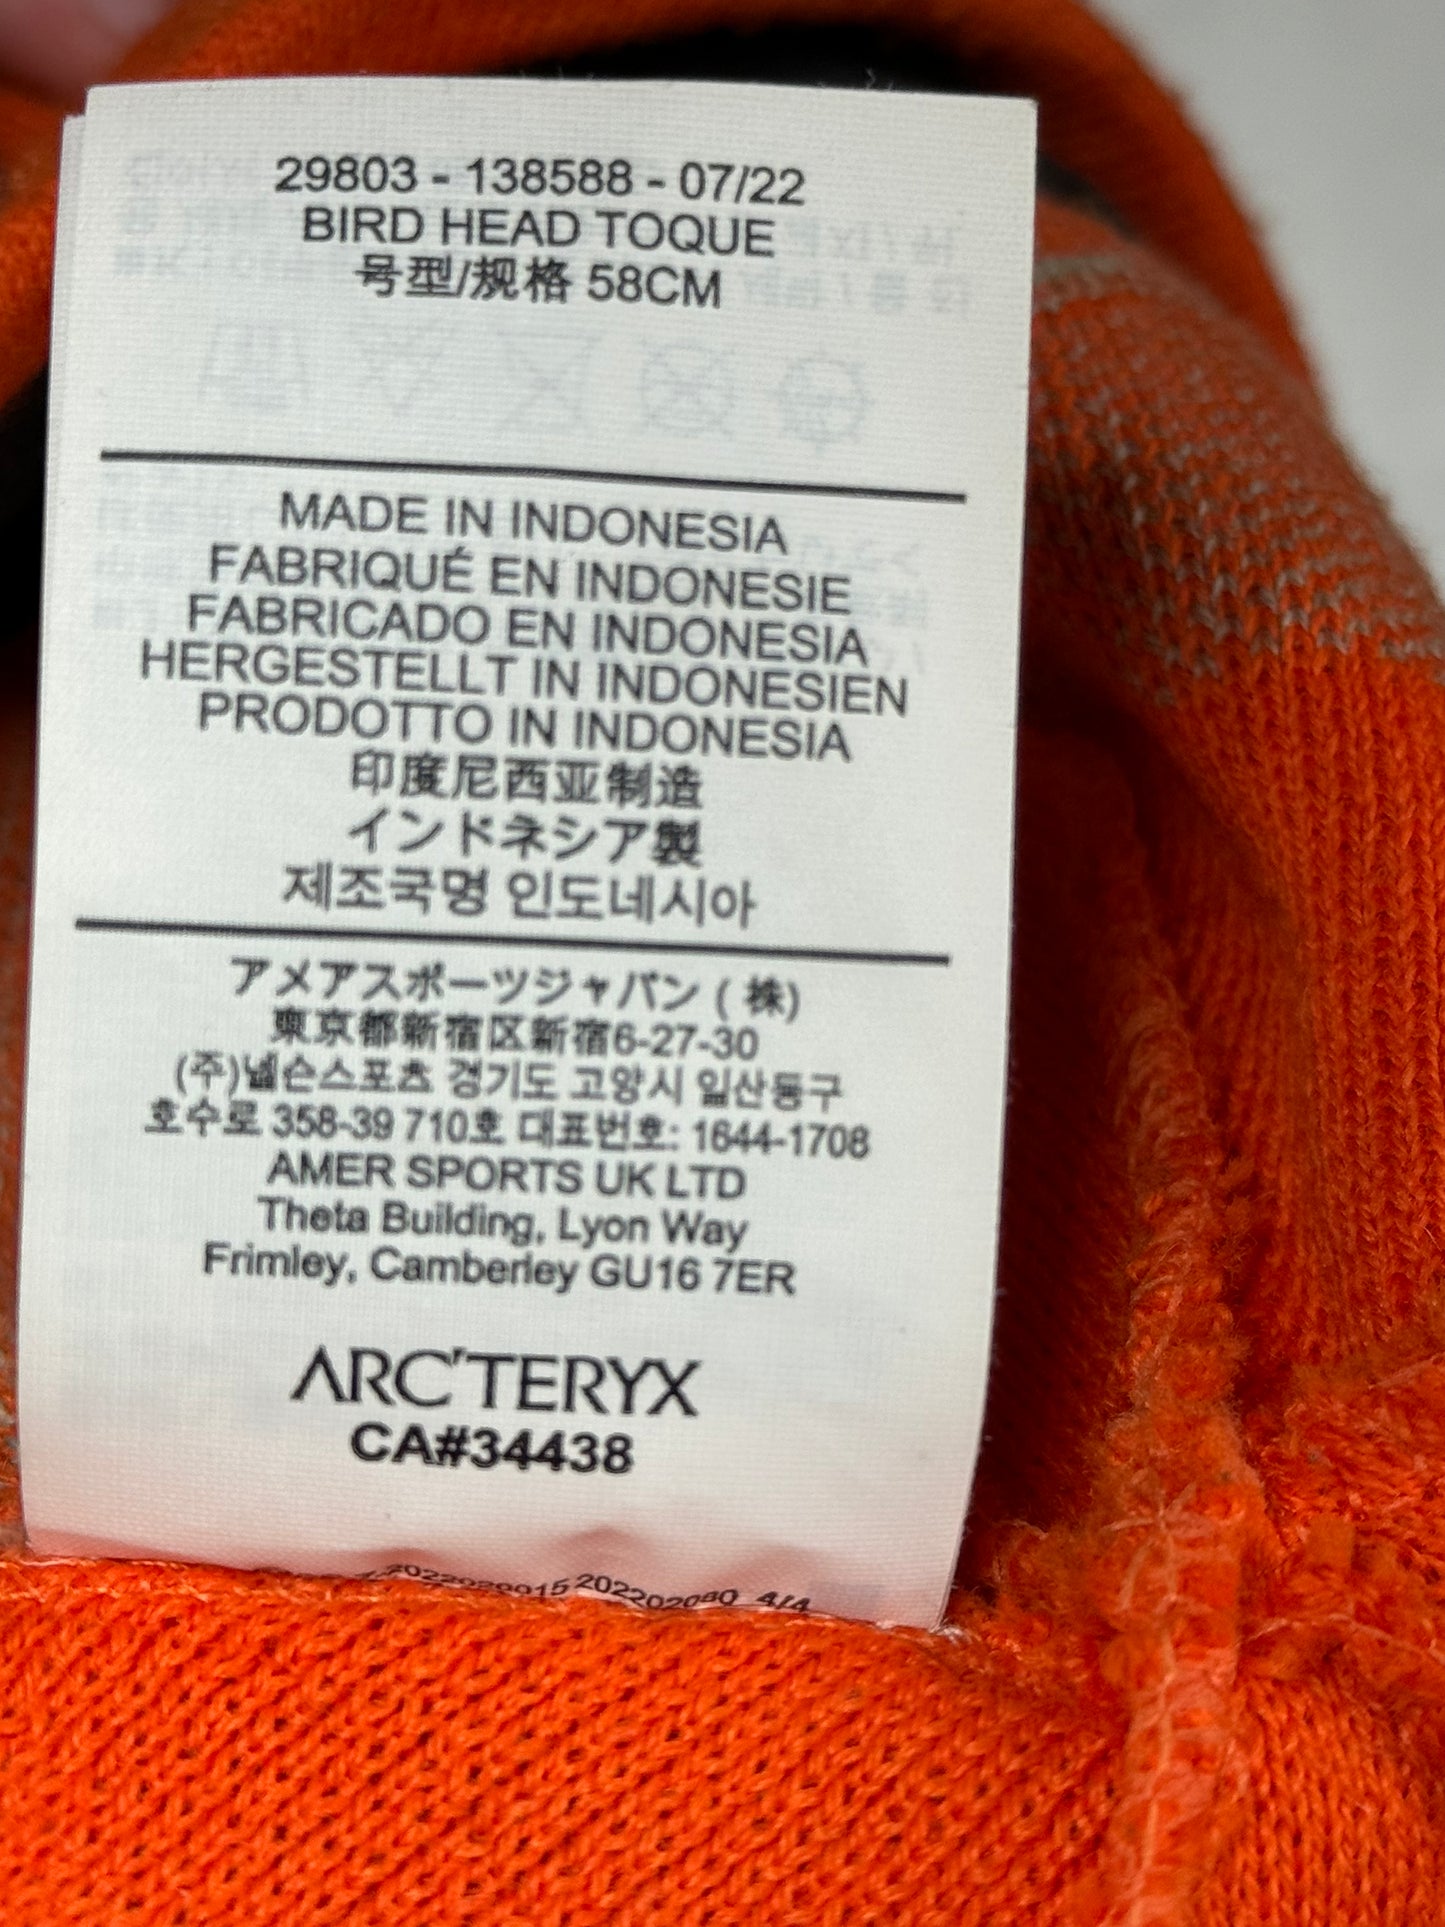 29803 - 138588 - 07/22
BIRD HEAD TOQUE
号型/规格 58CM
MADE IN INDONESIA
FABRIQUÉ EN INDONESIE
FABRICADO EN INDONESIA
HERGESTELLT IN INDONESIEN
PRODOTTO IN INDONESIA
印度尼西亚制造
インドネシア製
제조국명 인도네시아
アメアスポーツジャパン ( 株)
東京都新宿区新宿6-27-30
(주)넬슨스포츠 경기도 고양시 일산동구
호수로 358-39 710호 대표번호: 1644-1708
AMER SPORTS UK LTD
Theta Building, Lyon Way
Frimley, Camberley GU16 7ER
ARC'TERYX
CA#34438
4/4